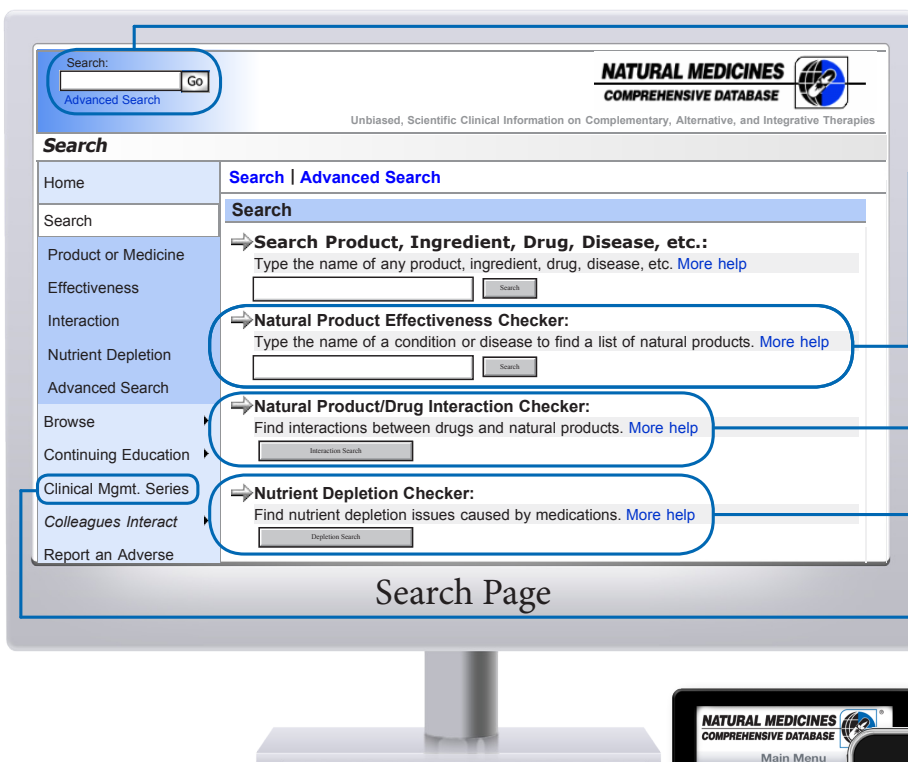 Search:
Go
Advanced Search
NATURAL MEDICINES
COMPREHENSIVE DATABASE
Unbiased, Scientific Clinical Information on Complementary, Alternative, and Integrative Therapies
Search
Home
Search
Product or Medicine
Effectiveness
Interaction
Nutrient Depletion
Advanced Search
Browse
Continuing Education
Clinical Mgmt. Series
Colleagues Interact
Report an Adverse
Search | Advanced Search
Search
Search Product, Ingredient, Drug, Disease, etc.:
Type the name of any product, ingredient, drug, disease, etc. More help
Search
Natural Product Effectiveness Checker:
Type the name of a condition or disease to find a list of natural products. More help
Search
Natural Product/Drug Interaction Checker:
Find interactions between drugs and natural products. More help
Interaction Search
Nutrient Depletion Checker:
Find nutrient depletion issues caused by medications. More help
Depletion Search
Search Page
NATURAL MEDICINES
COMPREHENSIVE DATABASE
®
Main Menu